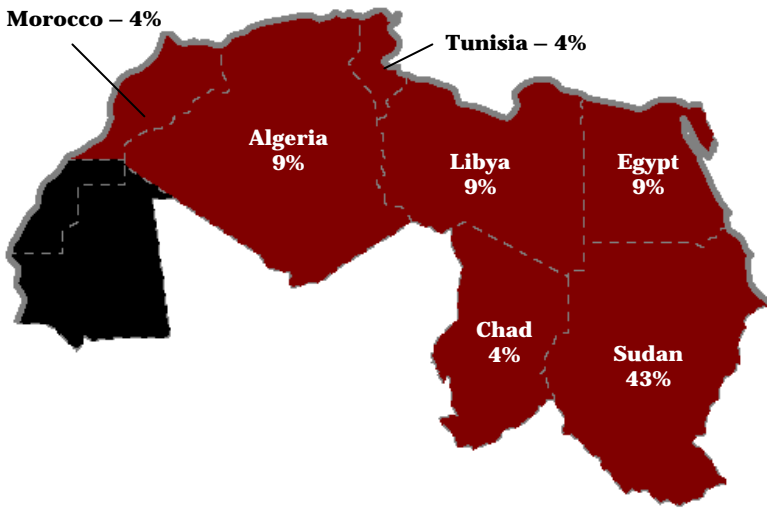 Morocco – 4%
Tunisia – 4%
Algeria
9%
Libya
9%
Egypt
9%
Chad
4%
Sudan
43%